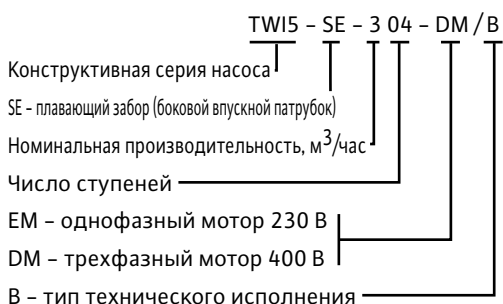 TWI5 – SE – 3 04 – DM / B
Конструктивная серия насоса
SE – плавающий забор (боковой впускной патрубок)
Номинальная производительность, м³/час
Число ступеней
EM – однофазный мотор 230 В
DM – трехфазный мотор 400 В
B – тип технического исполнения